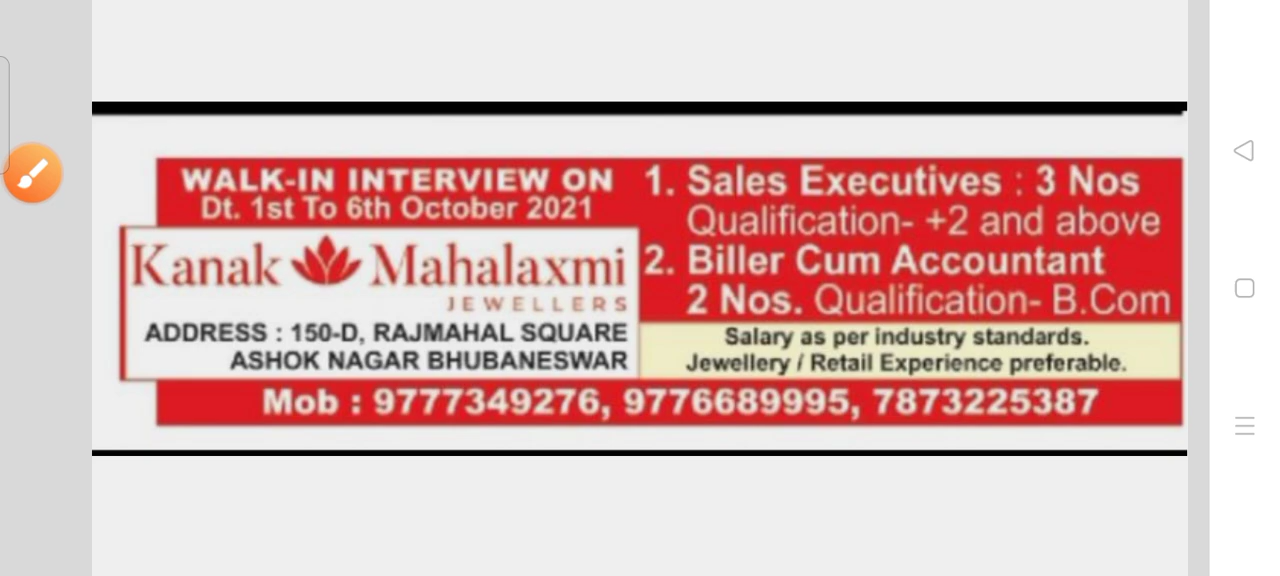 WALK-IN INTERVIEW ON
Dt. 1st To 6th October 2021
Kanak Mahalaxmi
JEWELLERS
ADDRESS : 150-D, RAJMAHAL SQUARE
ASHOK NAGAR BHUBANESWAR
1. Sales Executives : 3 Nos
Qualification- +2 and above
2. Biller Cum Accountant
2 Nos. Qualification- B.Com
Salary as per industry standards.
Jewellery / Retail Experience preferable.
Mob : 9777349276, 9776689995, 7873225387